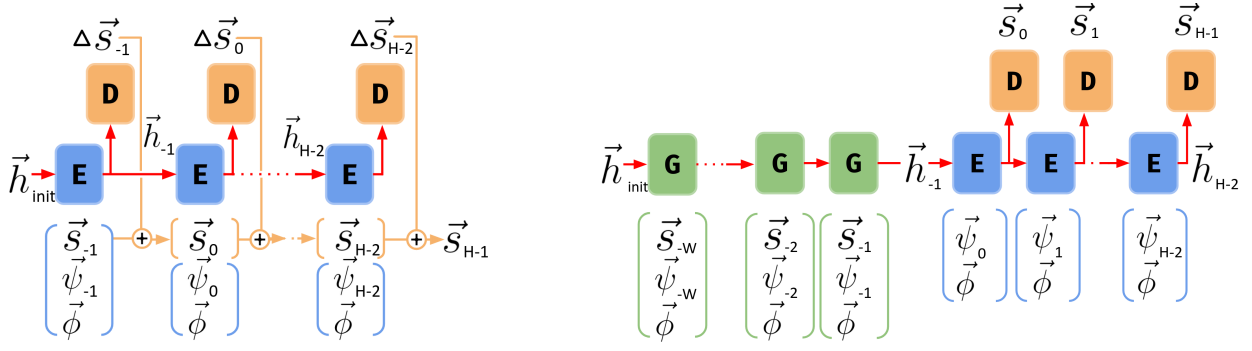 Δs⃗₋₁ Δs⃗₀ Δs⃗_H-2
D D D
h⃗₋₁ h⃗_H-2
h⃗_init E E E
s⃗₋₁ + s⃗₀ + s⃗_H-2 + s⃗_H-1
ψ⃗₋₁ ψ⃗₀ ψ⃗_H-2
ϕ⃗ ϕ⃗ ϕ⃗
s⃗₀ s⃗₁ s⃗_H-1
D D D
h⃗_init G G G h⃗₋₁ E E E h⃗_H-2
s⃗_-W s⃗₋₂ s⃗₋₁ ψ⃗₀ ψ⃗₁ ψ⃗_H-2
ψ⃗_-W ψ⃗₋₂ ψ⃗₋₁ ϕ⃗ ϕ⃗ ϕ⃗
ϕ⃗ ϕ⃗ ϕ⃗